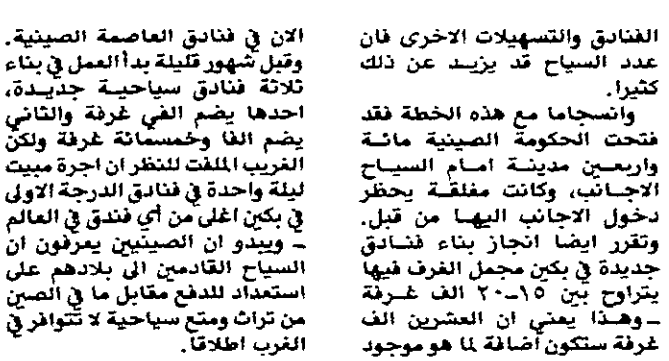 الفنادق والتسهيلات الاخرى فان
عدد السياح قد يزيد عن ذلك
كثيرا.
وانسجاما مع هذه الخطة فقد
فتحت الحكومة الصينية مائة
واربعين مدينة امام السياح
الاجانب، وكانت مغلقة يحظر
دخول الاجانب اليها من قبل.
وتقرر ايضا انجاز بناء فنادق
جديدة في بكين مجمل الغرف فيها
يتراوح بين ١٥ـ٢٠ الف غرفة
ـ وهذا يعني ان العشرين الف
غرفة ستكون أضافة لما هو موجود
الان في فنادق العاصمة الصينية.
وقبل شهور قليلة بدأ العمل في بناء
ثلاثة فنادق سياحية جديدة،
احدها يضم الفي غرفة والثاني
يضم الفا وخمسمائة غرفة ولكن
الغريب الملفت للنظر ان اجرة مبيت
ليلة واحدة في فنادق الدرجة الاولى
في بكين اغلى من أي فندق في العالم
ـ ويبدو ان الصينيين يعرفون ان
السياح القادمين الى بلادهم على
استعداد للدفع مقابل ما في الصين
من تراث ومتع سياحية لا تتوافر في
الغرب اطلاقا.